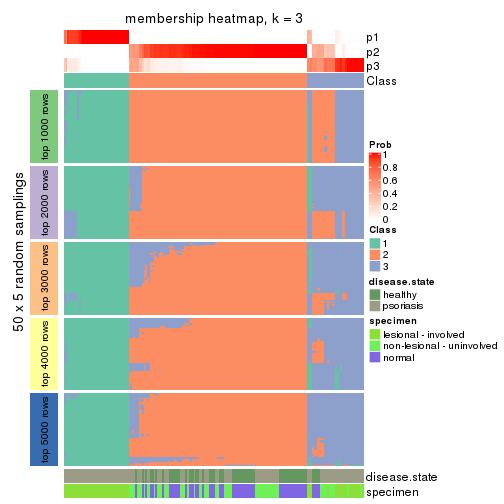 membership heatmap, k = 3
p1
p2
p3
Class
50 x 5 random samplings
top 1000 rows
top 2000 rows
top 3000 rows
top 4000 rows
top 5000 rows
Prob
1
0.8
0.6
0.4
0.2
0
Class
1
2
3
disease.state
healthy
psoriasis
specimen
lesional - involved
non-lesional - uninvolved
normal
disease.state
specimen